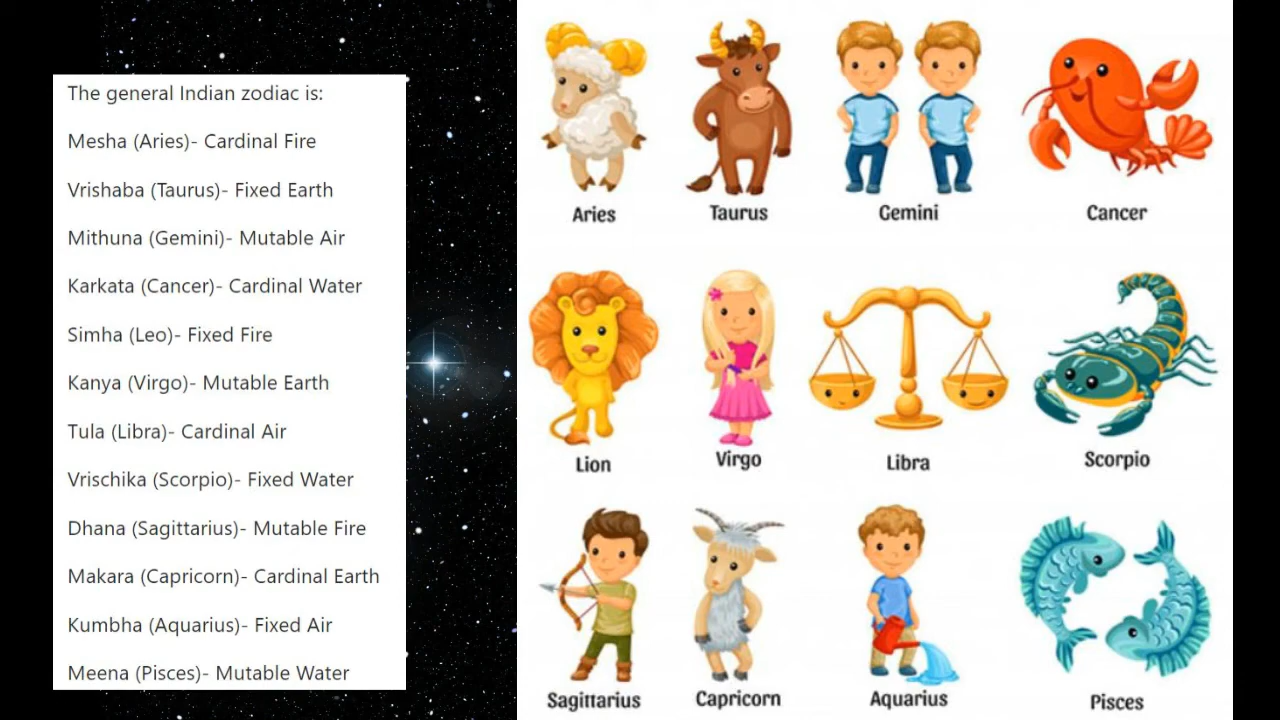 The general Indian zodiac is:
Mesha (Aries)- Cardinal Fire
Vrishaba (Taurus)- Fixed Earth
Mithuna (Gemini)- Mutable Air
Karkata (Cancer)- Cardinal Water
Simha (Leo)- Fixed Fire
Kanya (Virgo)- Mutable Earth
Tula (Libra)- Cardinal Air
Vrischika (Scorpio)- Fixed Water
Dhana (Sagittarius)- Mutable Fire
Makara (Capricorn)- Cardinal Earth
Kumbha (Aquarius)- Fixed Air
Meena (Pisces)- Mutable Water
Aries Taurus Gemini Cancer
Lion Virgo Libra Scorpio
Sagittarius Capricorn Aquarius Pisces